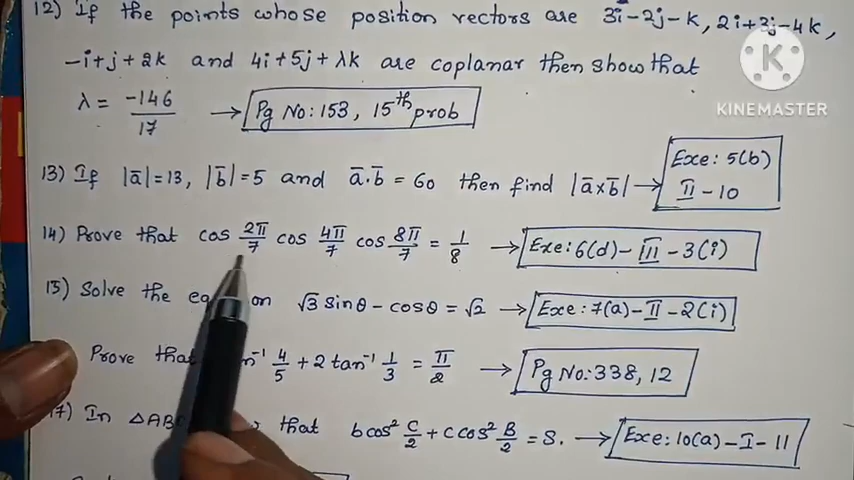 12) If the points whose position vectors are 3i-2j-k, 2i+3j-4k,
-i+j+2k and 4i+5j+λk are coplanar then show that
λ = -146/17 → Pg No: 153, 15th prob
KINEMASTER
13) If |a̅|=13, |b̅|=5 and a̅.b̅ = 60 then find |a̅×b̅| → Exe: 5(b) II-10
14) Prove that cos 2π/7 cos 4π/7 cos 8π/7 = 1/8 → Exe: 6(d)-III-3(i)
15) Solve the on √3 sinθ - cosθ = √2 → Exe: 7(a)-II-2(i)
Prove n⁻¹ 4/5 + 2 tan⁻¹ 1/3 = π/2 → Pg No: 338, 12
17) In that b cos² C/2 + c cos² B/2 = S. → Exe: 10(a)-I-11